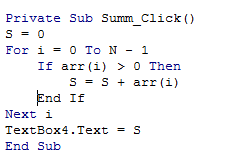 Private Sub Summ_Click()
S = 0
For i = 0 To N - 1
    If arr(i) > 0 Then
        S = S + arr(i)
    End If
Next i
TextBox4.Text = S
End Sub